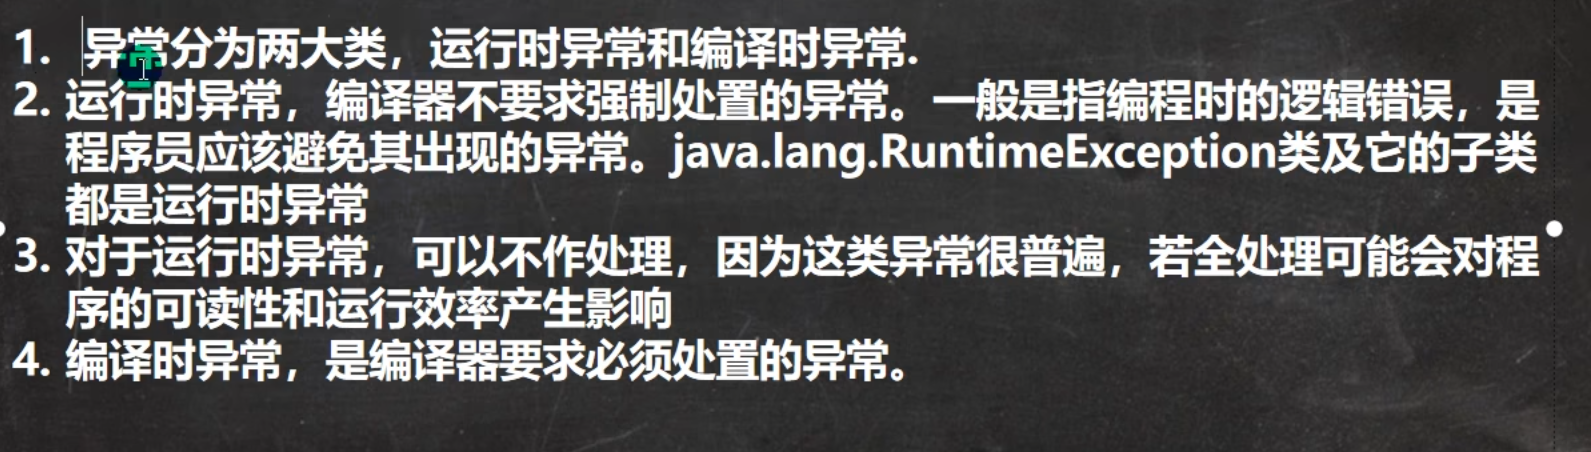 1. 异常分为两大类，运行时异常和编译时异常.
2. 运行时异常，编译器不要求强制处置的异常。一般是指编程时的逻辑错误，是
程序员应该避免其出现的异常。java.lang.RuntimeException类及它的子类
都是运行时异常
3. 对于运行时异常，可以不作处理，因为这类异常很普遍，若全处理可能会对程
序的可读性和运行效率产生影响
4. 编译时异常，是编译器要求必须处置的异常。